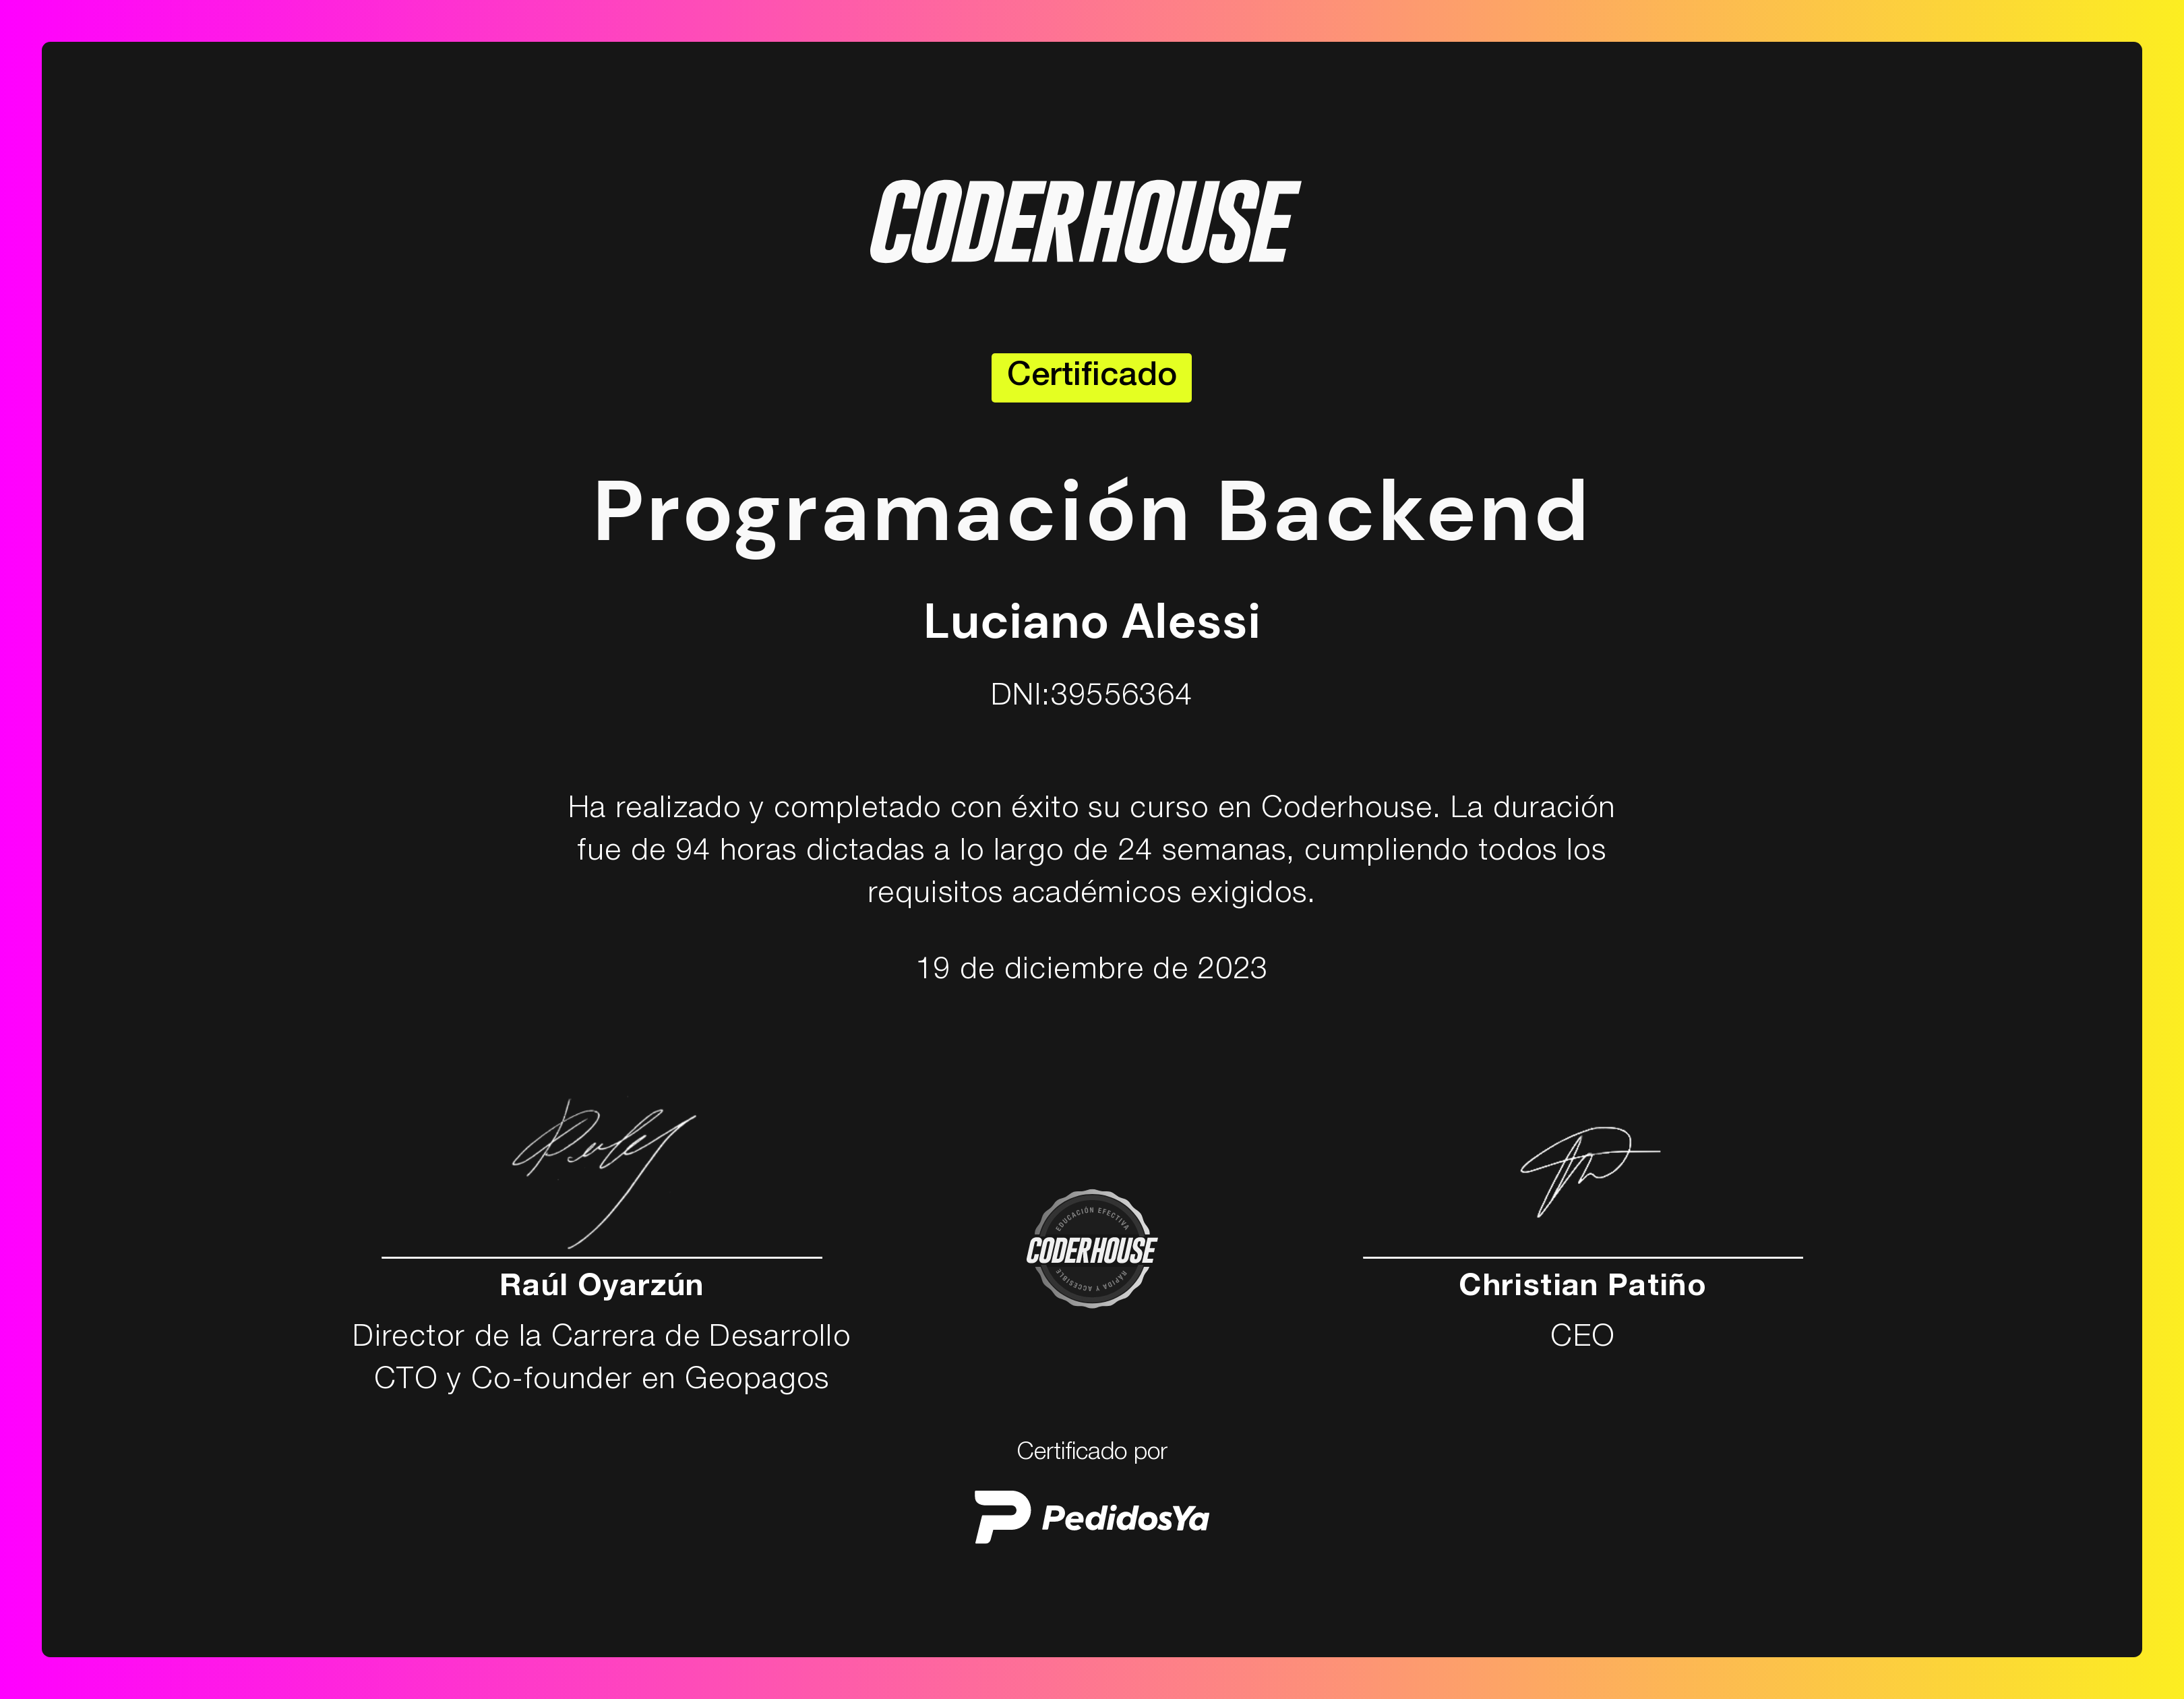 CODERHOUSE
Certificado
Programación Backend
Luciano Alessi
DNI:39556364
Ha realizado y completado con éxito su curso en Coderhouse. La duración
fue de 94 horas dictadas a lo largo de 24 semanas, cumpliendo todos los
requisitos académicos exigidos.
19 de diciembre de 2023
Raúl Oyarzún
Director de la Carrera de Desarrollo
CTO y Co-founder en Geopagos
EDUCACIÓN EFECTIVA
CODERHOUSE
RÁPIDA Y ACCESIBLE
Christian Patiño
CEO
Certificado por
PedidosYa